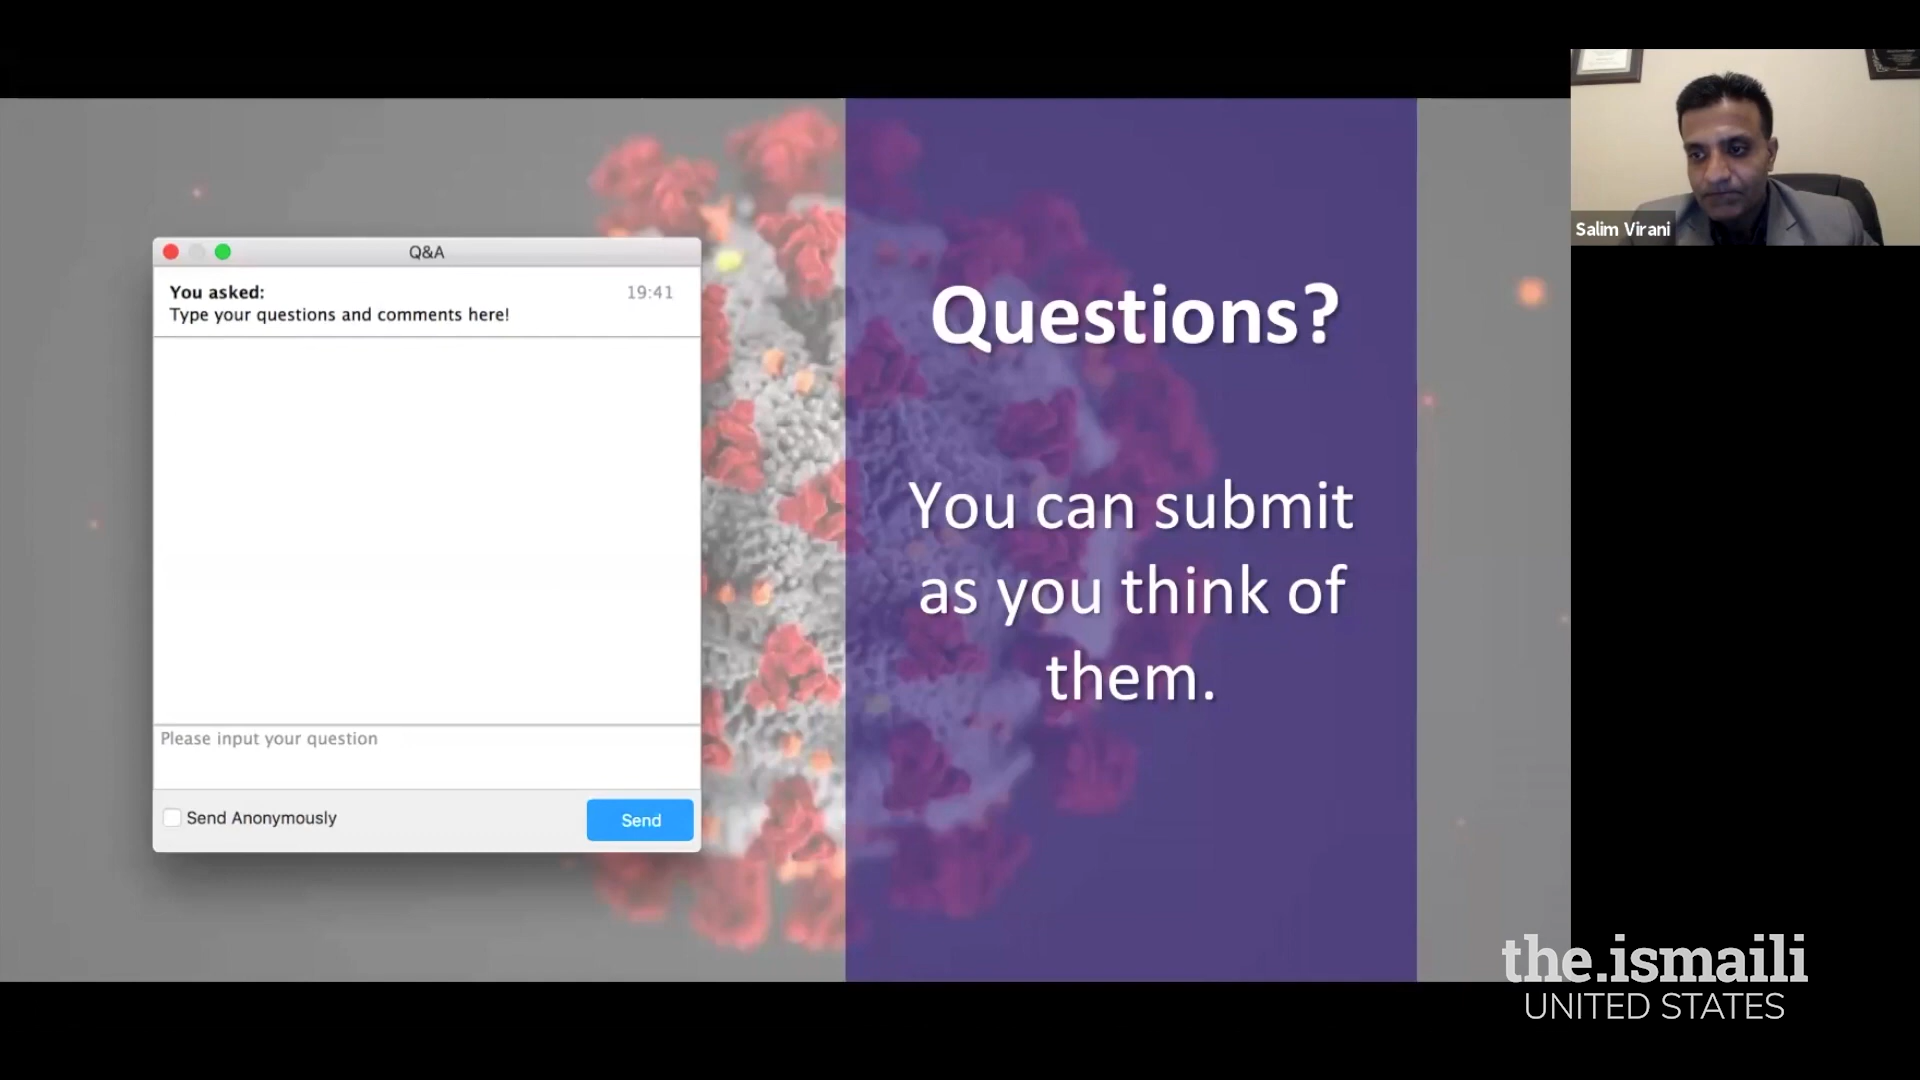 Q&A
You asked:
19:41
Type your questions and comments here!
Please input your question
Send Anonymously
Send
Questions?
You can submit
as you think of
them.
Salim Virani
the.ismaili
UNITED STATES